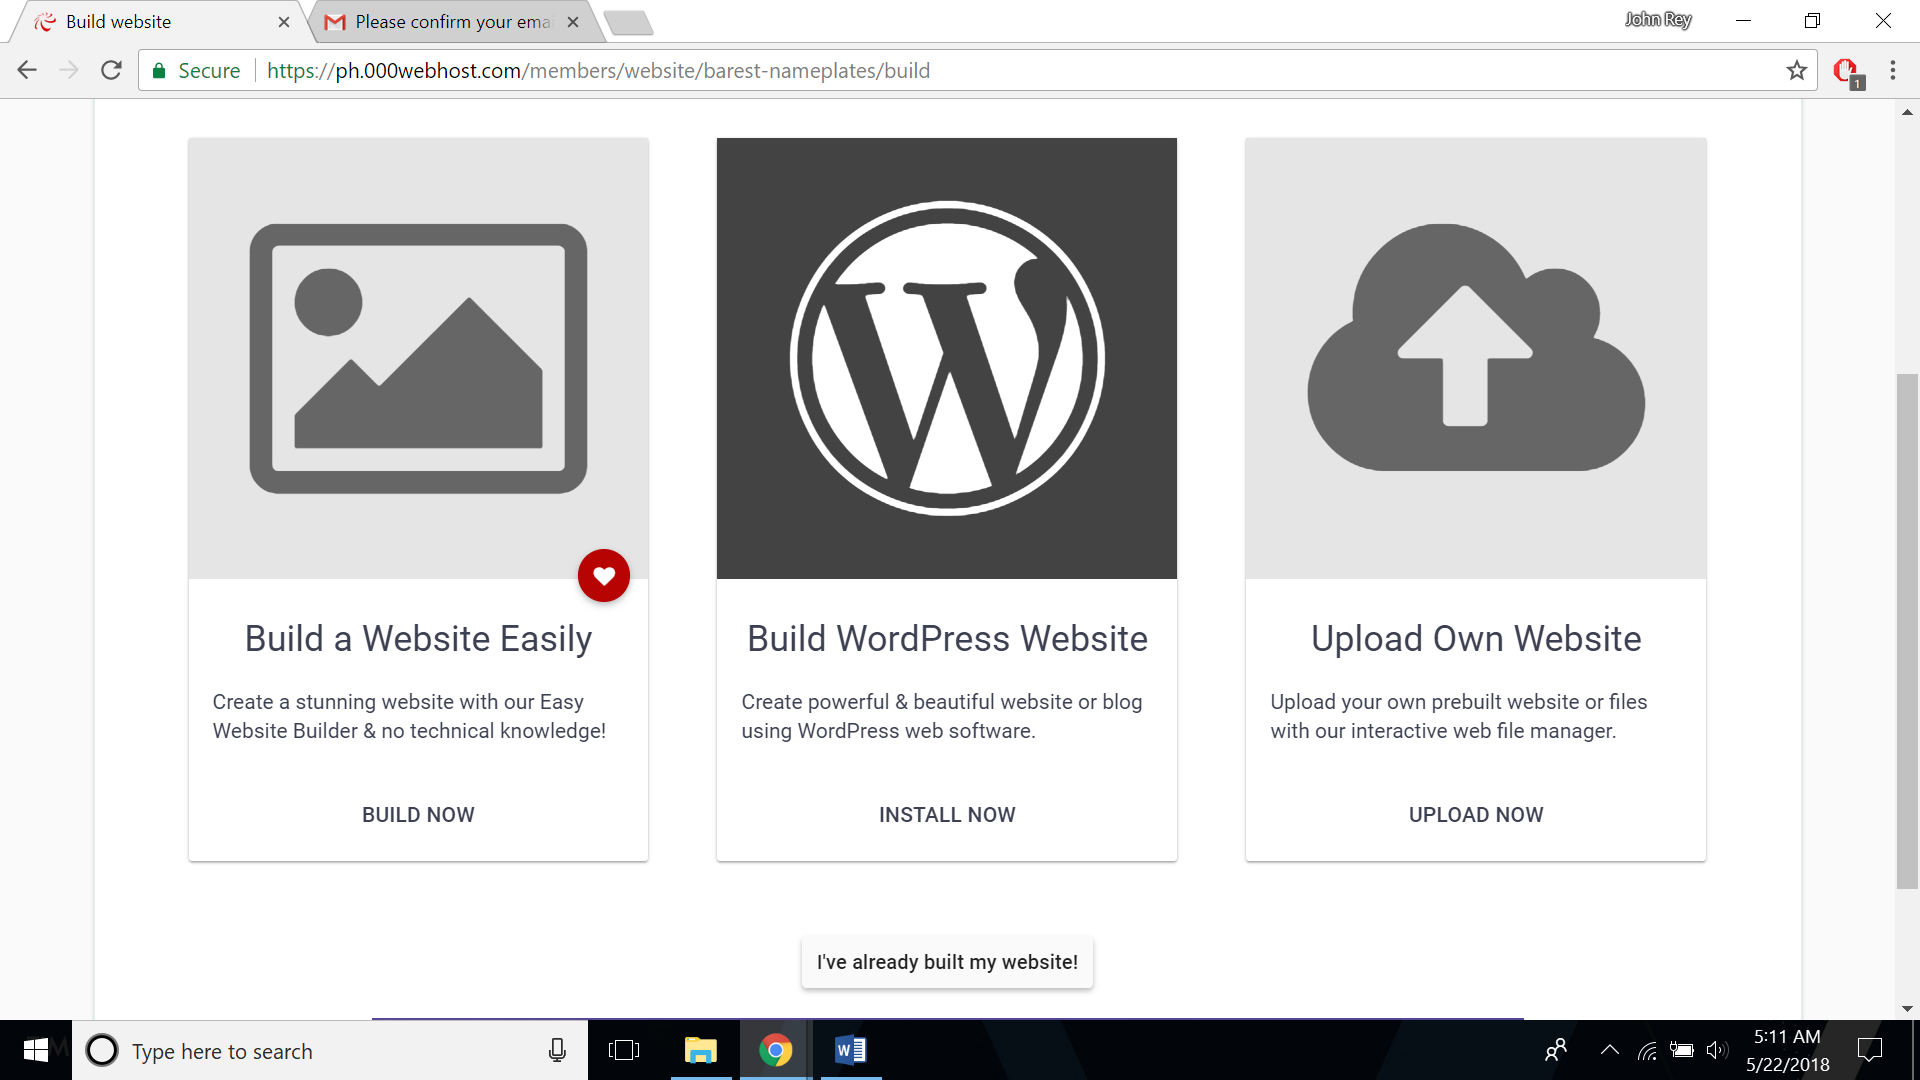 Build website
Please confirm your ema
John Rey
Secure
https://ph.000webhost.com/members/website/barest-nameplates/build
1
Build a Website Easily
Create a stunning website with our Easy
Website Builder & no technical knowledge!
BUILD NOW
Build WordPress Website
Create powerful & beautiful website or blog
using WordPress web software.
INSTALL NOW
Upload Own Website
Upload your own prebuilt website or files
with our interactive web file manager.
UPLOAD NOW
I've already built my website!
Type here to search
5:11 AM
5/22/2018